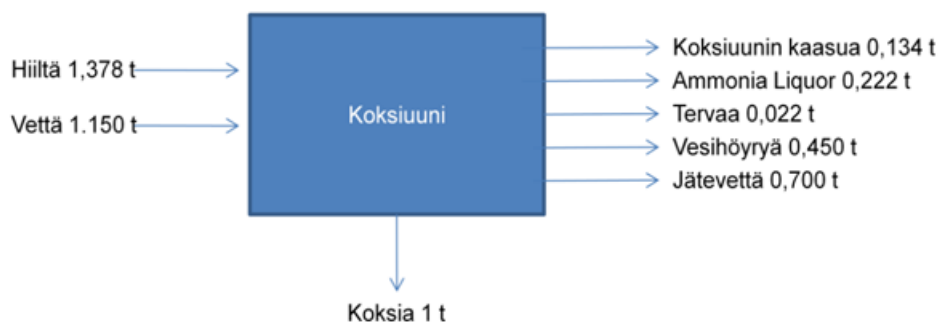 Hiiltä 1,378 t
Vettä 1.150 t
Koksiuuni
Koksiuunin kaasua 0,134 t
Ammonia Liquor 0,222 t
Tervaa 0,022 t
Vesihöyryä 0,450 t
Jätevettä 0,700 t
Koksia 1 t